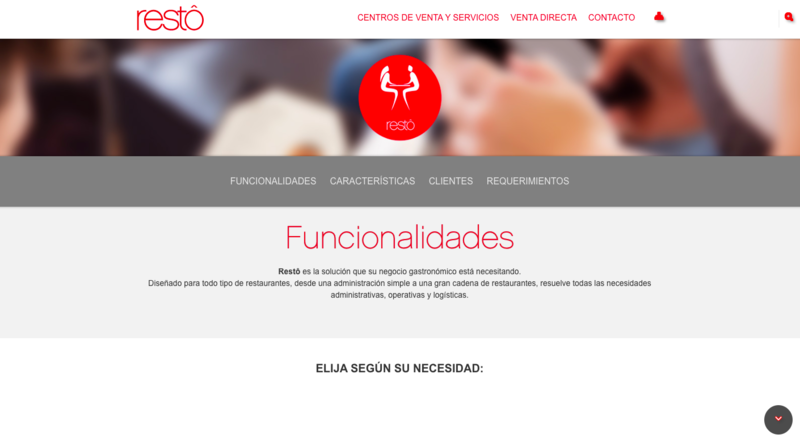 restô
CENTROS DE VENTA Y SERVICIOS VENTA DIRECTA CONTACTO
restô
FUNCIONALIDADES CARACTERÍSTICAS CLIENTES REQUERIMIENTOS
Funcionalidades
Restô es la solución que su negocio gastronómico está necesitando.
Diseñado para todo tipo de restaurantes, desde una administración simple a una gran cadena de restaurantes, resuelve todas las necesidades
administrativas, operativas y logísticas.
ELIJA SEGÚN SU NECESIDAD: